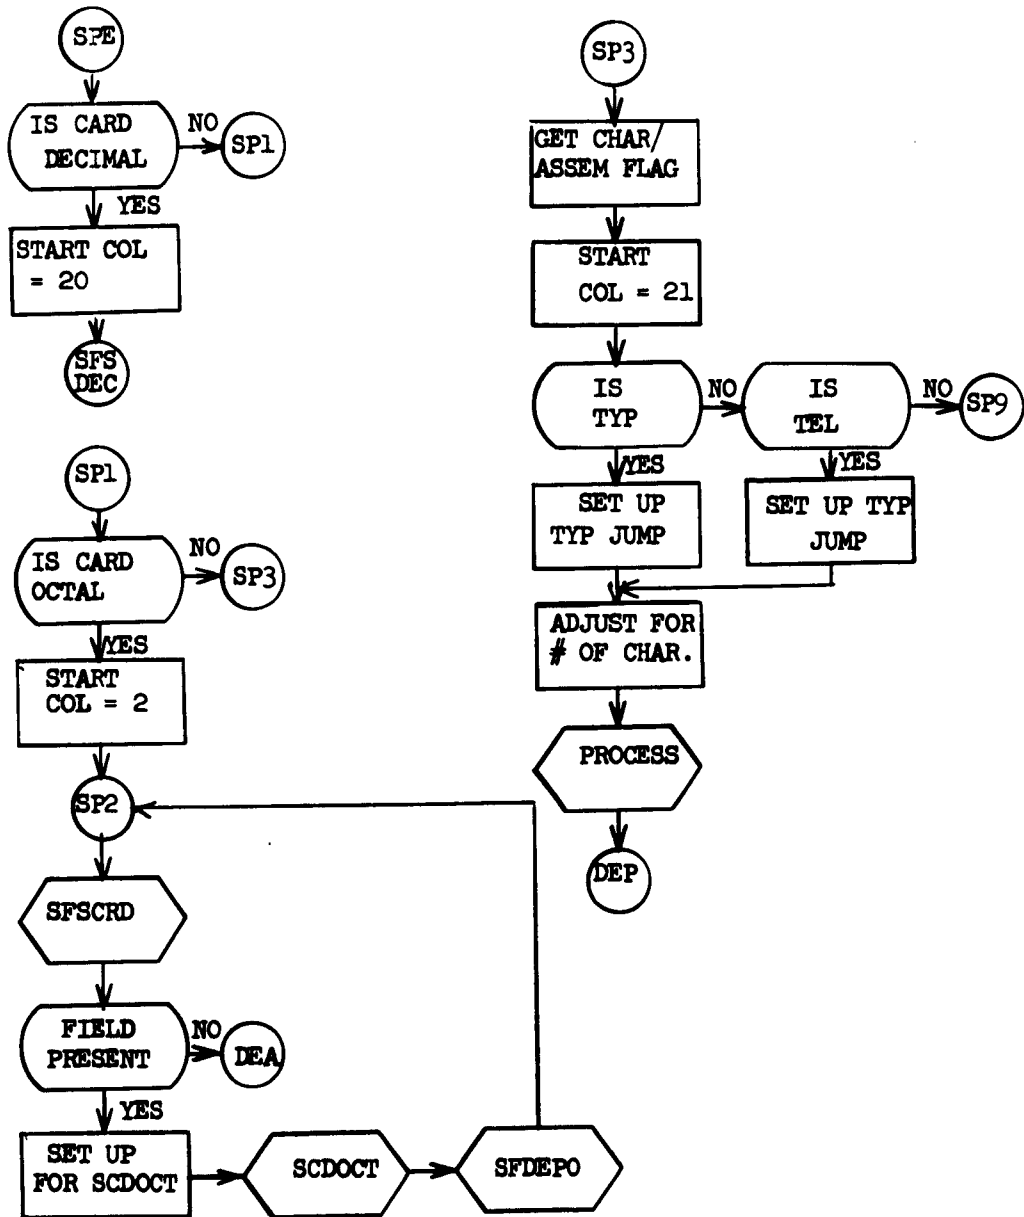 SPE
IS CARD
DECIMAL
NO
SP1
YES
START COL
= 20
SFS
DEC
SP1
IS CARD
OCTAL
NO
SP3
YES
START
COL = 2
SP2
SFSCRD
FIELD
PRESENT
NO
DEA
YES
SET UP
FOR SCDOCT
SCDOCT
SFDEPO
SP3
GET CHAR/
ASSEM FLAG
START
COL = 21
IS
TYP
NO
IS
TEL
NO
SP9
YES
SET UP
TYP JUMP
YES
SET UP TYP
JUMP
ADJUST FOR
# OF CHAR.
PROCESS
DEP